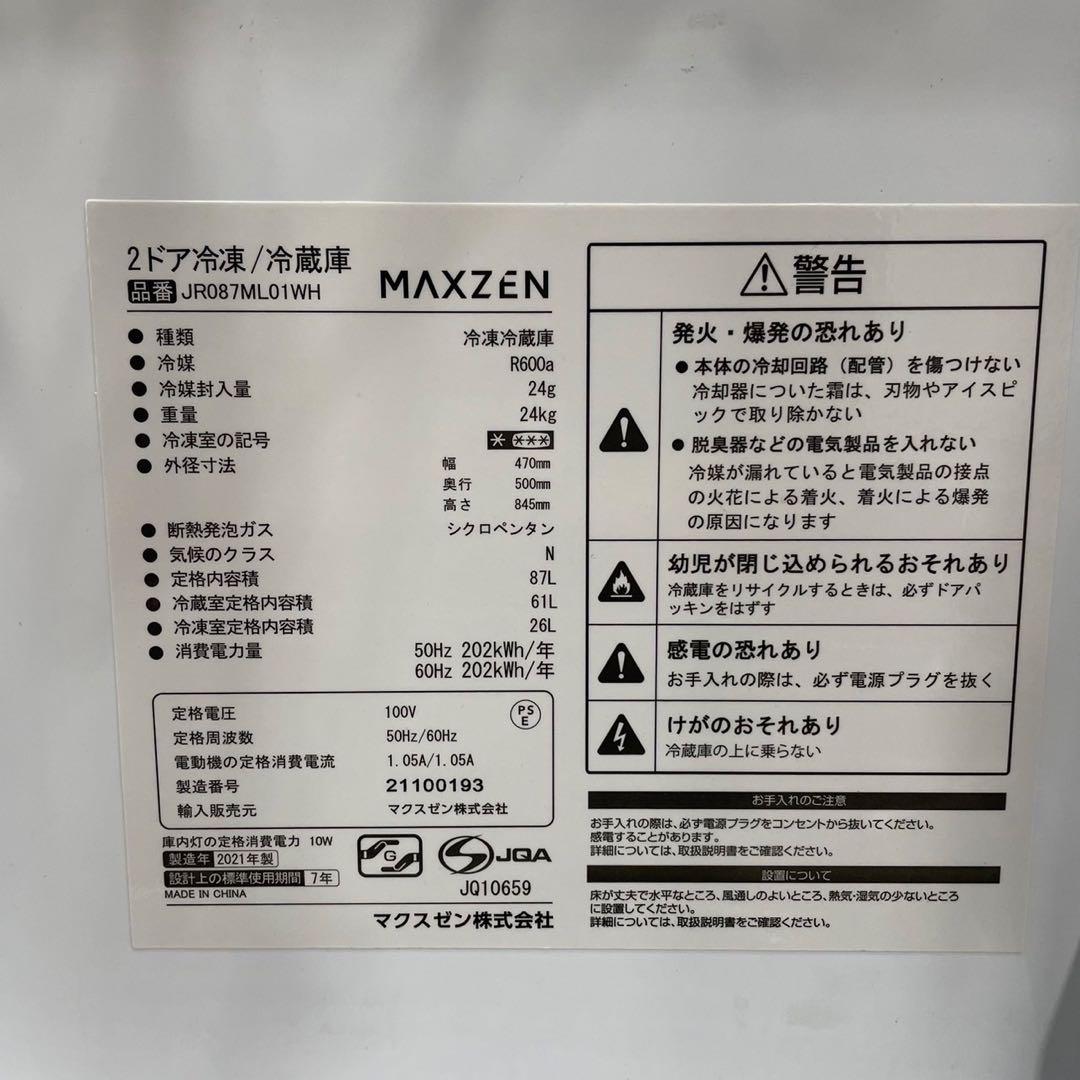 2ドア冷凍/冷蔵庫
品番 JR087ML01WH
MAXZEN
● 種類 冷凍冷蔵庫
● 冷媒 R600a
● 冷媒封入量 24g
● 重量 24kg
● 冷凍室の記号 * ***
● 外径寸法 幅 470mm
奥行 500mm
高さ 845mm
● 断熱発泡ガス シクロペンタン
● 気候のクラス N
● 定格内容積 87L
● 冷蔵室定格内容積 61L
● 冷凍室定格内容積 26L
● 消費電力量 50Hz 202kWh/年
60Hz 202kWh/年
定格電圧 100V
PSE
定格周波数 50Hz/60Hz
電動機の定格消費電流 1.05A/1.05A
製造番号 21100193
輸入販売元 マクスゼン株式会社
庫内灯の定格消費電力 10W
製造年 2021年製
設計上の標準使用期間 7年
MADE IN CHINA
G
JQA
JQ10659
マクスゼン株式会社
警告
発火・爆発の恐れあり
● 本体の冷却回路（配管）を傷つけない
冷却器についた霜は、刃物やアイスピ
ックで取り除かない
● 脱臭器などの電気製品を入れない
冷媒が漏れていると電気製品の接点
の火花による着火、着火による爆発
の原因になります
幼児が閉じ込められるおそれあり
冷蔵庫をリサイクルするときは、必ずドアパ
ッキンをはずす
感電の恐れあり
お手入れの際は、必ず電源プラグを抜く
けがのおそれあり
冷蔵庫の上に乗らない
お手入れのご注意
お手入れの際は、必ず電源プラグをコンセントから抜いてください。
感電することがあります。
詳細については、取扱説明書をご確認ください。
設置について
床が丈夫で水平なところ、風通しのよいところ、熱気・湿気の少ないところ
に設置してください。
詳細については、取扱説明書をご確認ください。